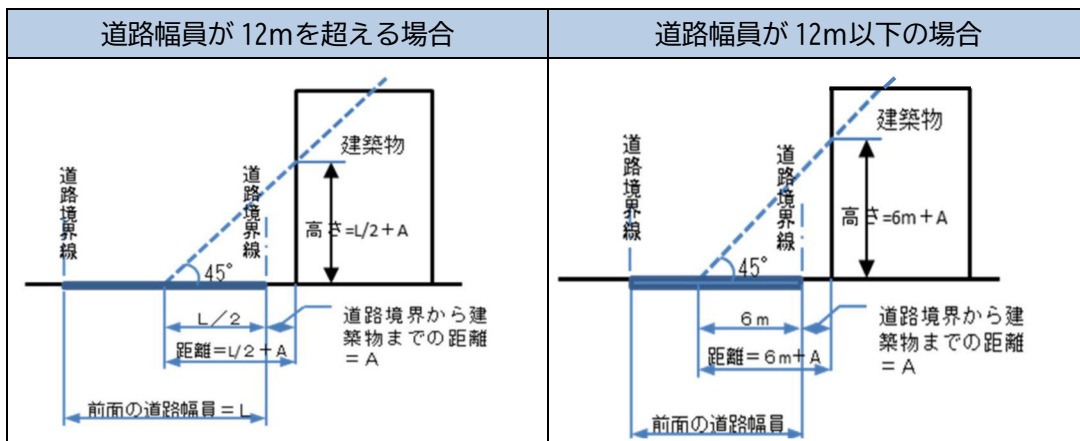 道路幅員が 12mを超える場合
道路幅員が 12m以下の場合
建築物
道路境界線
道路境界線
高さ=L/2+A
45°
L/2
距離=L/2+A
道路境界から建
築物までの距離
=A
前面の道路幅員=L
建築物
道路境界線
道路境界線
高さ=6m+A
45°
6m
距離=6m+A
道路境界から建
築物までの距離
=A
前面の道路幅員